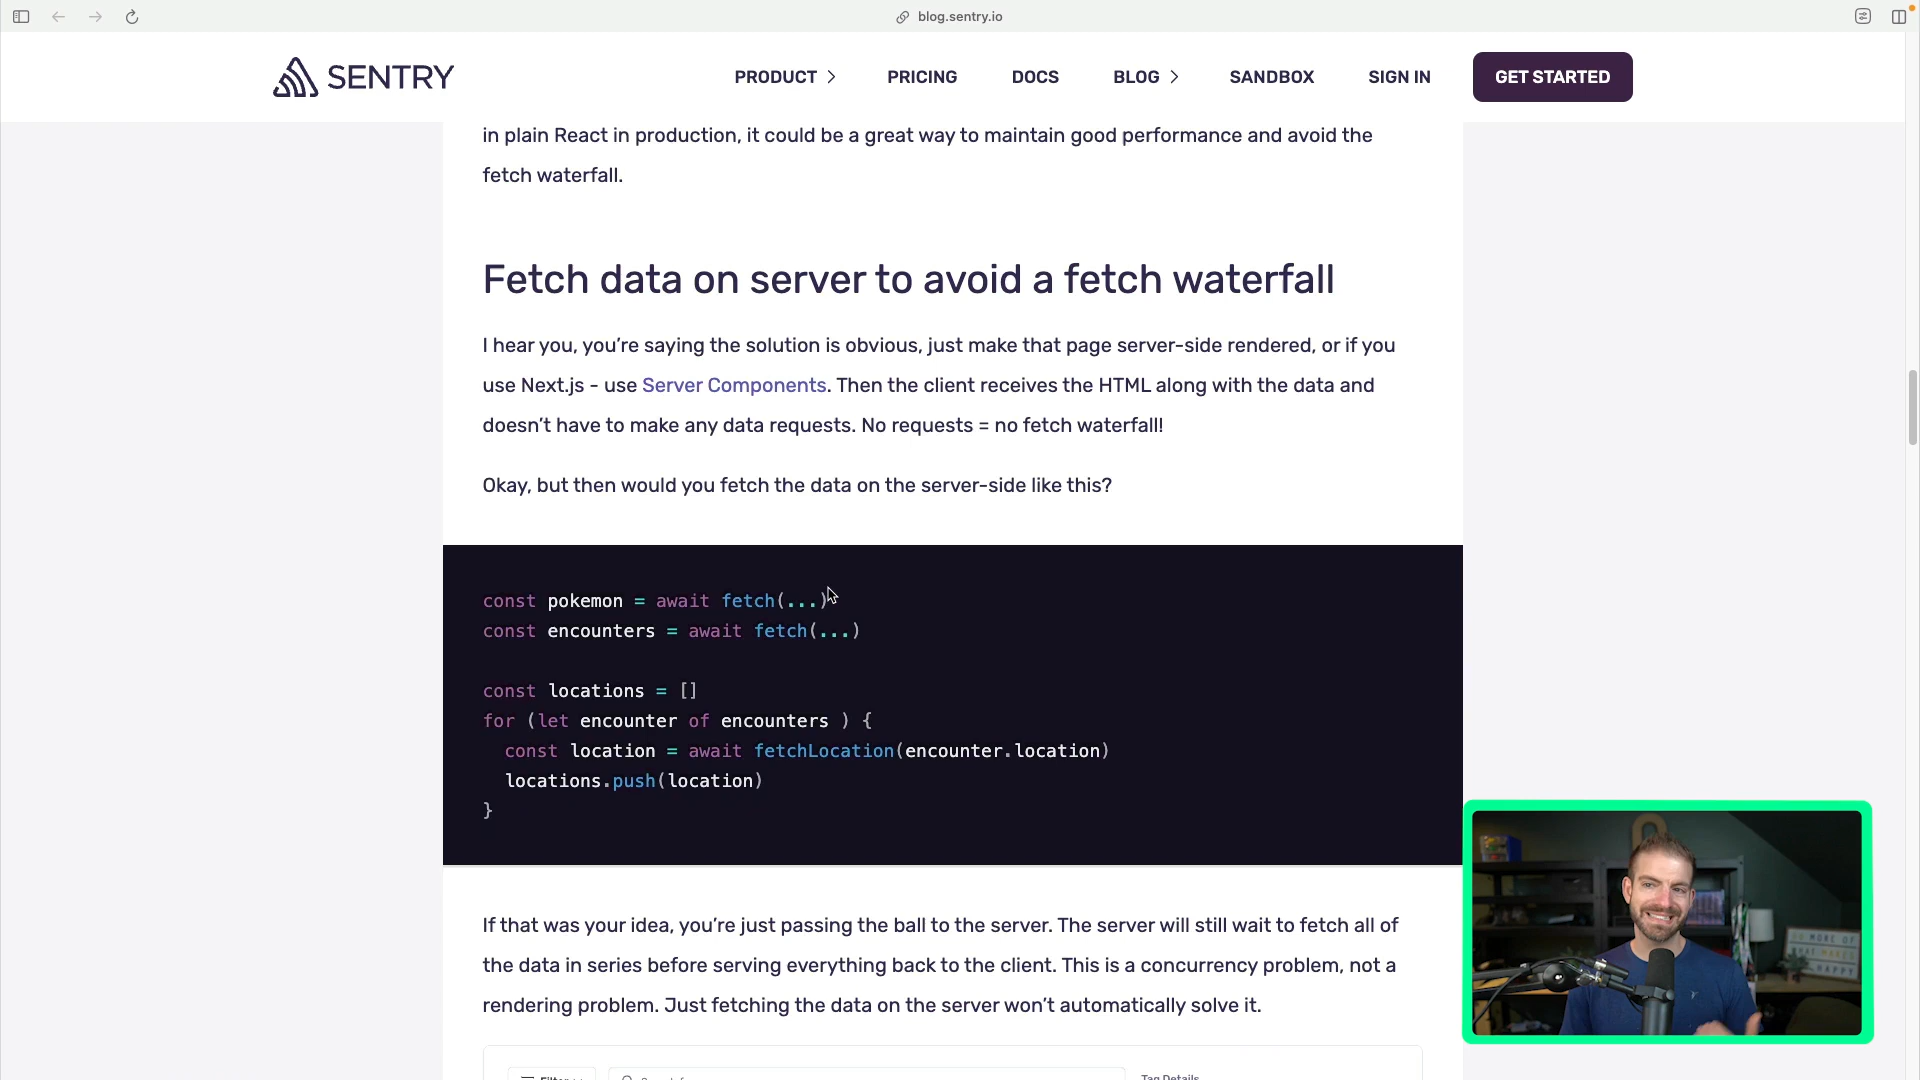 blog.sentry.io
SENTRY
PRODUCT
PRICING
DOCS
BLOG
SANDBOX
SIGN IN
GET STARTED
in plain React in production, it could be a great way to maintain good performance and avoid the
fetch waterfall.
Fetch data on server to avoid a fetch waterfall
I hear you, you’re saying the solution is obvious, just make that page server-side rendered, or if you
use Next.js - use Server Components. Then the client receives the HTML along with the data and
doesn’t have to make any data requests. No requests = no fetch waterfall!
Okay, but then would you fetch the data on the server-side like this?
const pokemon = await fetch(...)
const encounters = await fetch(...)
const locations = []
for (let encounter of encounters ) {
const location = await fetchLocation(encounter.location)
locations.push(location)
}
If that was your idea, you’re just passing the ball to the server. The server will still wait to fetch all of
the data in series before serving everything back to the client. This is a concurrency problem, not a
rendering problem. Just fetching the data on the server won’t automatically solve it.
Tag Details